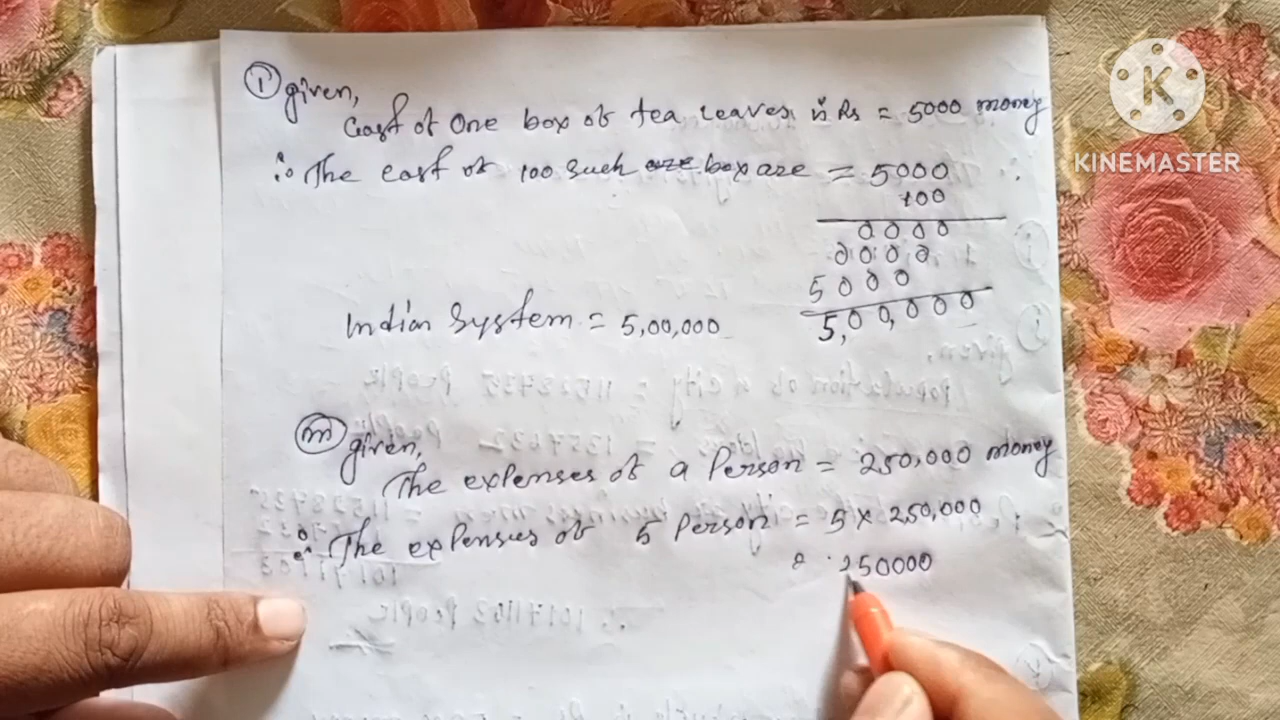 i given,
Cost of One box of tea leaves is Rs = 5000 money
∴ The cost of 100 such box are = 5000
100
0000
0000
5000
Indian System = 5,00,000
5,00,000
m given,
The expenses of a Person = 250,000 money
∴ The expenses of 5 Person = 5 x 2,50,000
250000
K
KINEMASTER